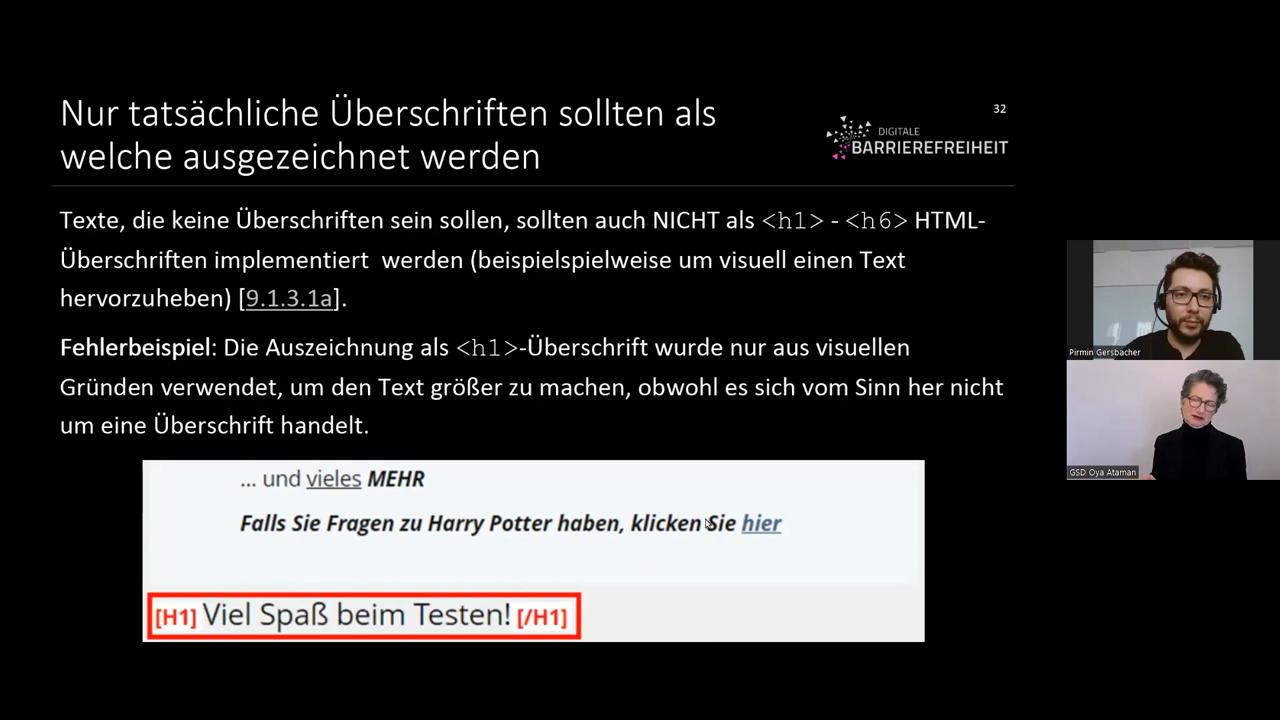 Nur tatsächliche Überschriften sollten als
welche ausgezeichnet werden
32
DIGITALE
BARRIEREFREIHEIT
Texte, die keine Überschriften sein sollen, sollten auch NICHT als <h1> - <h6> HTML-
Überschriften implementiert  werden (beispielspielweise um visuell einen Text
hervorzuheben) [9.1.3.1a].
Fehlerbeispiel: Die Auszeichnung als <h1>-Überschrift wurde nur aus visuellen
Gründen verwendet, um den Text größer zu machen, obwohl es sich vom Sinn her nicht
um eine Überschrift handelt.
... und vieles MEHR
Falls Sie Fragen zu Harry Potter haben, klicken Sie hier
[H1] Viel Spaß beim Testen! [/H1]
Pirmin Gersbacher
GSD Oya Ataman